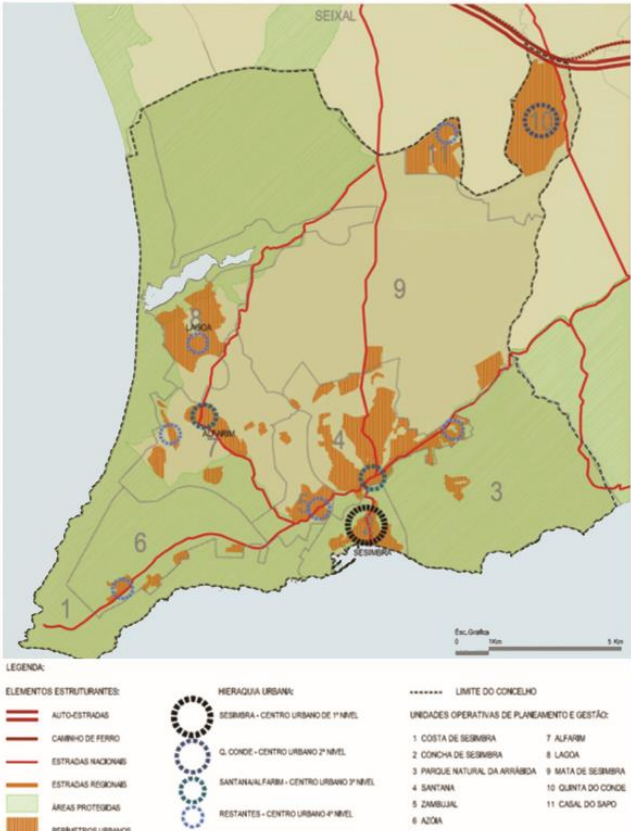 SEIXAL
10
11
9
8
LAGOA
ALFARIM
7
4
5
3
SESIMBRA
6
1
Esc. Gráfica
0 1Km 5 Km
LEGENDA:
ELEMENTOS ESTRUTURANTES:
AUTO-ESTRADAS
CAMINHO DE FERRO
ESTRADAS NACIONAIS
ESTRADAS REGIONAIS
ÁREAS PROTEGIDAS
PERÍMETROS URBANOS
HIERAQUIA URBANA:
SESIMBRA - CENTRO URBANO DE 1º NÍVEL
Q. CONDE - CENTRO URBANO 2º NÍVEL
SANTANA/ALFARIM - CENTRO URBANO 3º NÍVEL
RESTANTES - CENTRO URBANO 4º NÍVEL
LIMITE DO CONCELHO
UNIDADES OPERATIVAS DE PLANEAMENTO E GESTÃO:
1 COSTA DE SESIMBRA
2 CONCHA DE SESIMBRA
3 PARQUE NATURAL DA ARRÁBIDA
4 SANTANA
5 ZAMBUJAL
6 AZOIA
7 ALFARIM
8 LAGOA
9 MATA DE SESIMBRA
10 QUINTA DO CONDE
11 CASAL DO SAPO